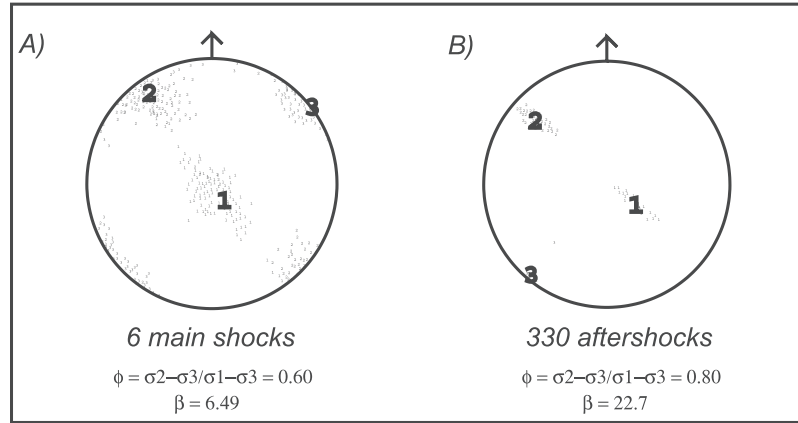 A)
B)
2
3
1
2
1
3
6 main shocks
330 aftershocks
ϕ = σ2–σ3/σ1–σ3 = 0.60
ϕ = σ2–σ3/σ1–σ3 = 0.80
β = 6.49
β = 22.7